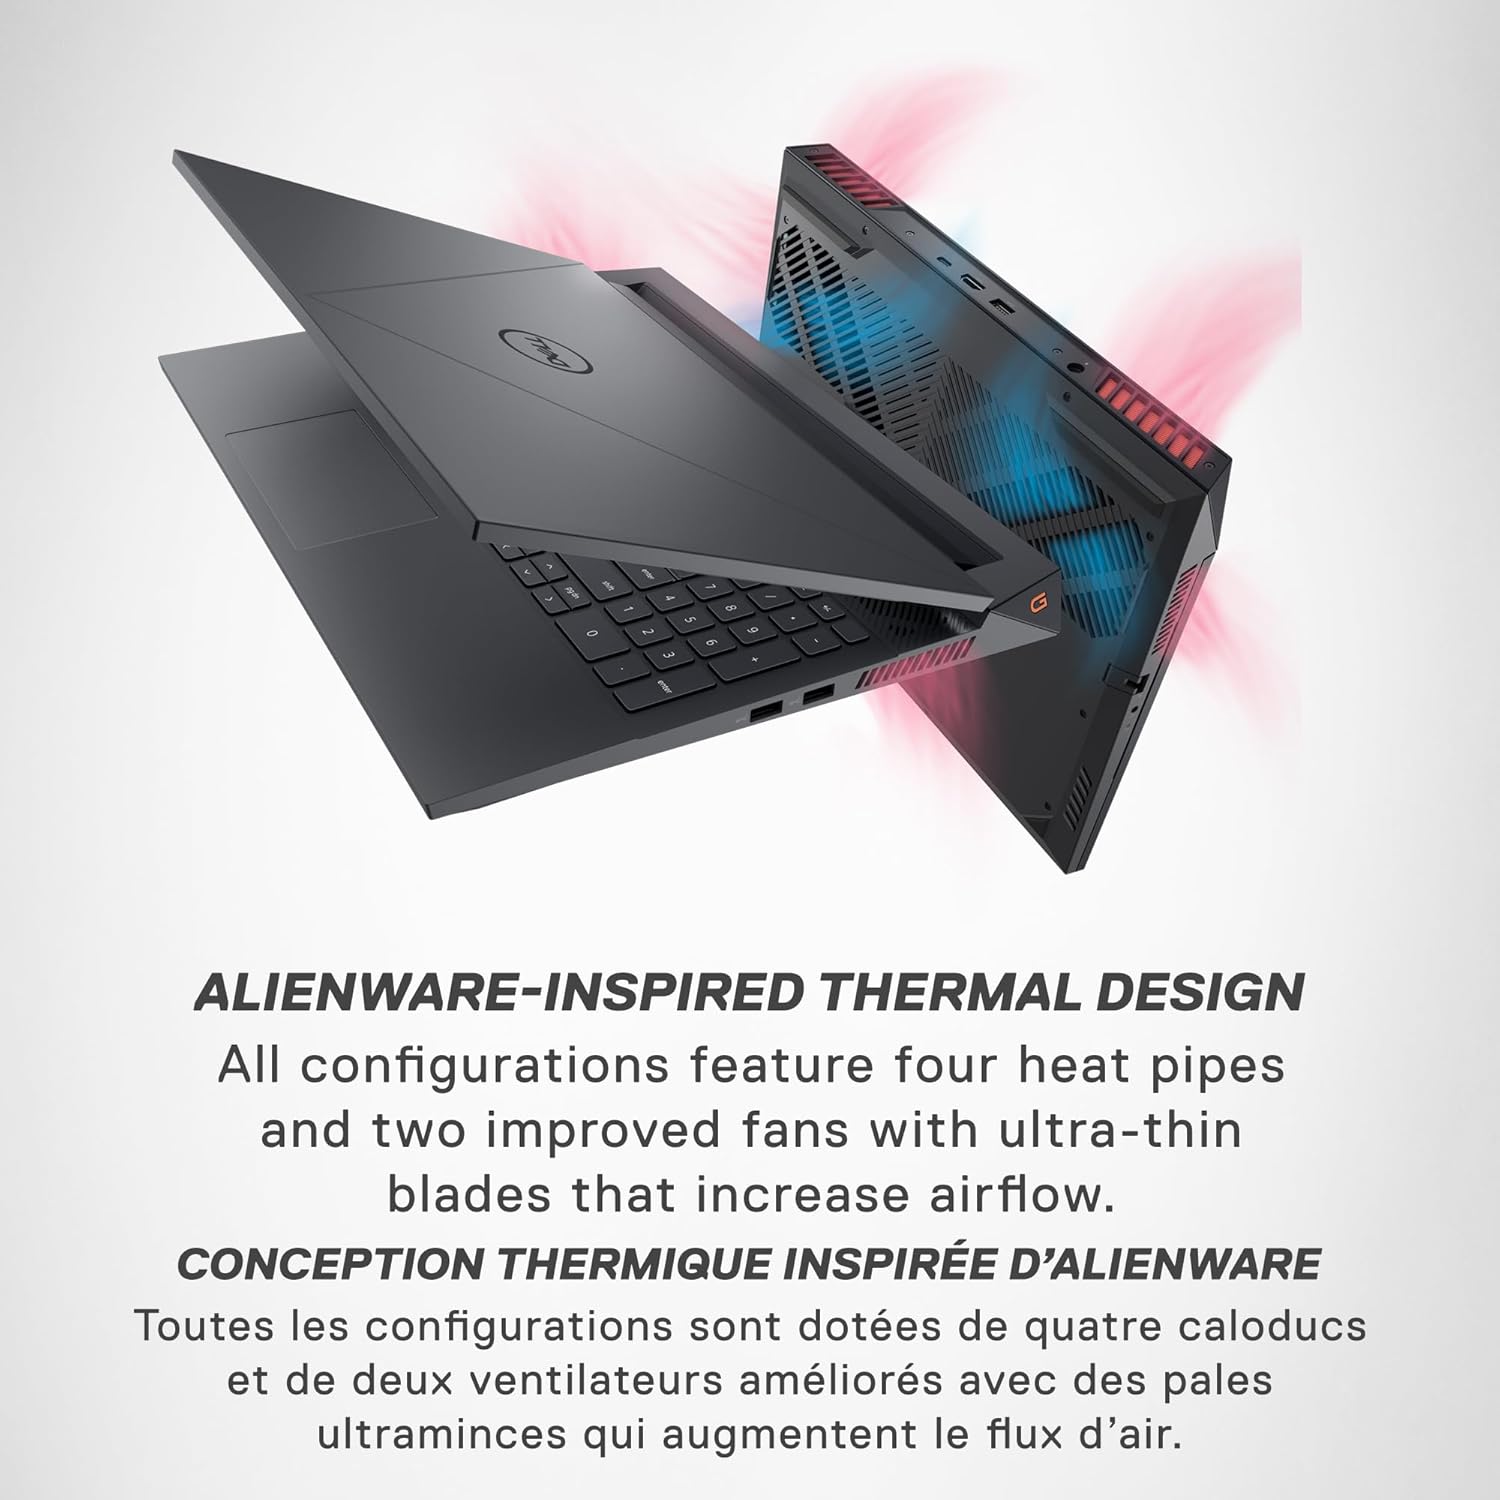 DELL
G
ALIENWARE-INSPIRED THERMAL DESIGN
All configurations feature four heat pipes
and two improved fans with ultra-thin
blades that increase airflow.
CONCEPTION THERMIQUE INSPIRÉE D’ALIENWARE
Toutes les configurations sont dotées de quatre caloducs
et de deux ventilateurs améliorés avec des pales
ultraminces qui augmentent le flux d’air.